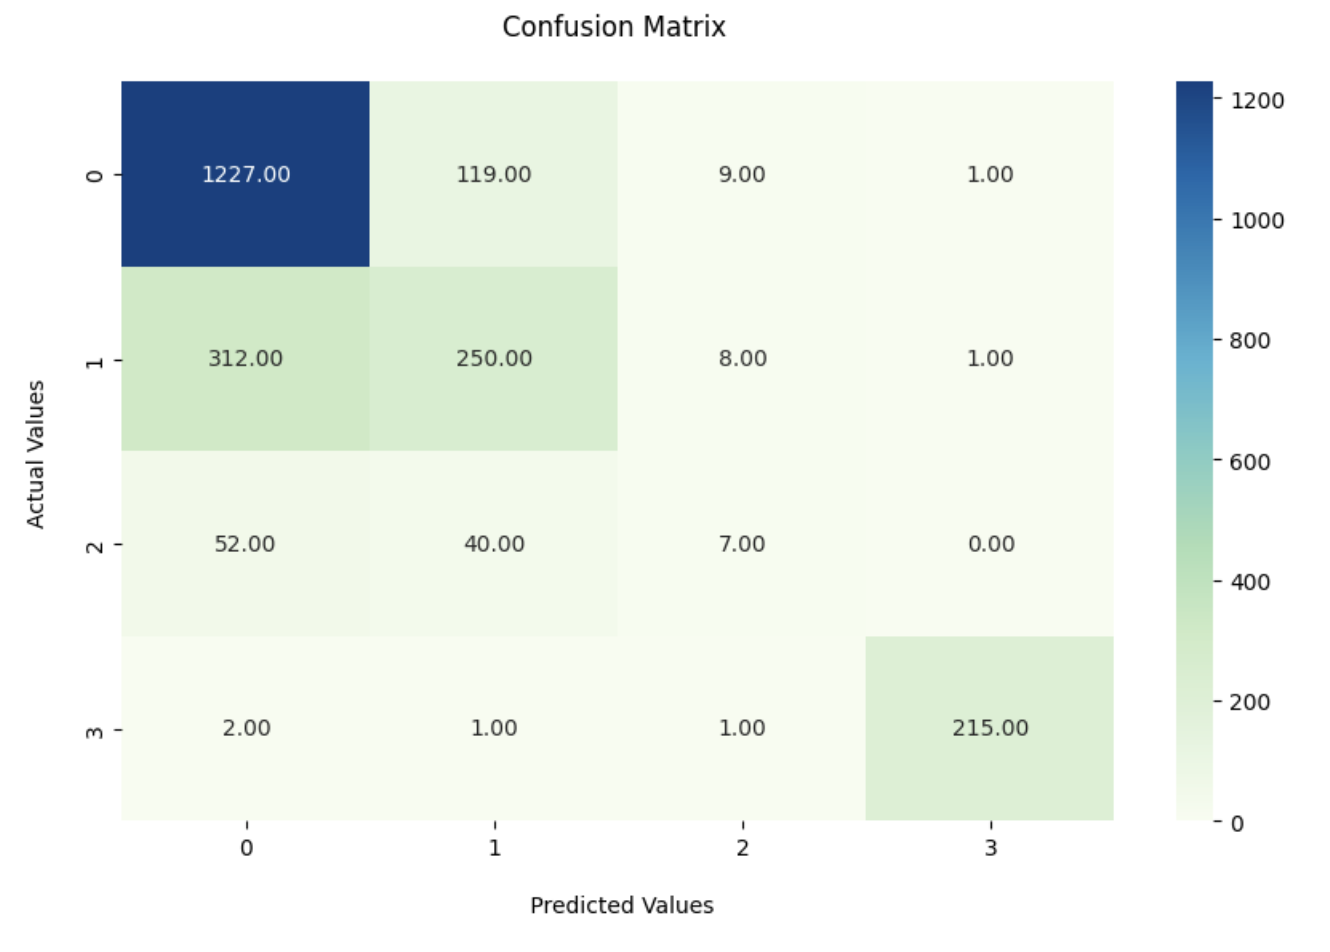 Confusion Matrix
0 1227.00 119.00 9.00 1.00
1 312.00 250.00 8.00 1.00
2 52.00 40.00 7.00 0.00
3 2.00 1.00 1.00 215.00
0 1 2 3
Predicted Values
Actual Values
1200
1000
800
600
400
200
0